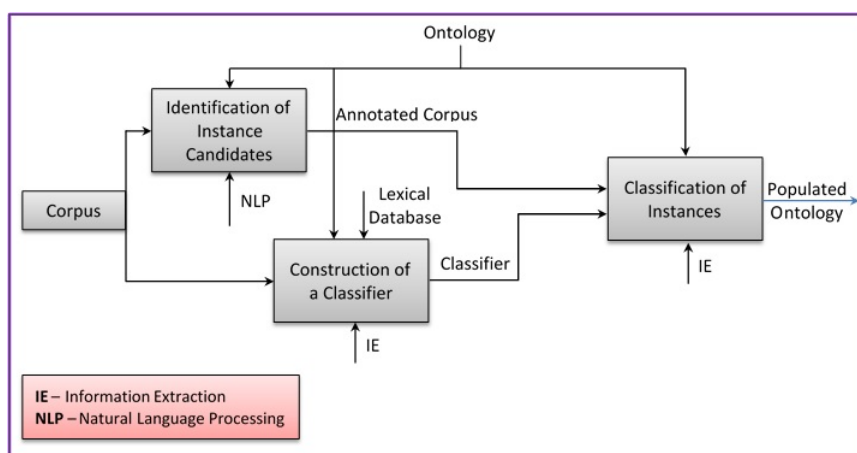 Ontology
Identification of
Instance
Candidates
Annotated Corpus
NLP
Corpus
Lexical
Database
Construction of
a Classifier
Classifier
IE
Classification of
Instances
Populated
Ontology
IE
IE – Information Extraction
NLP – Natural Language Processing